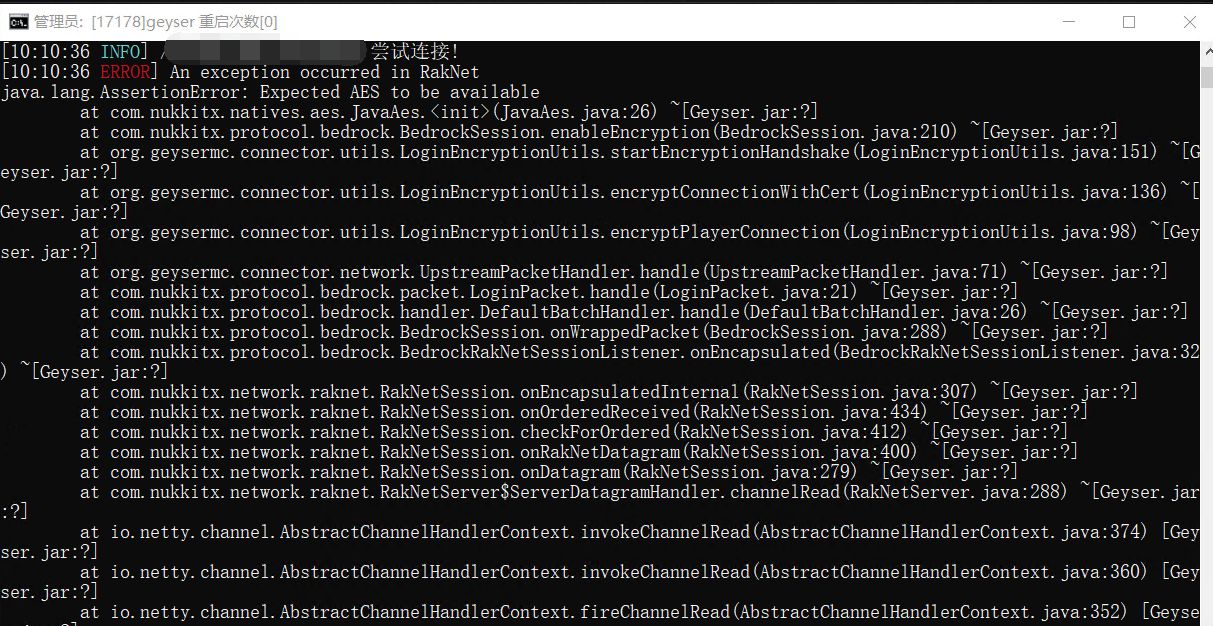 管理员: [17178]geyser 重启次数[0]
[10:10:36 INFO] / 尝试连接!
[10:10:36 ERROR] An exception occurred in RakNet
java.lang.AssertionError: Expected AES to be available
at com.nukkitx.natives.aes.JavaAes.<init>(JavaAes.java:26) ~[Geyser.jar:?]
at com.nukkitx.protocol.bedrock.BedrockSession.enableEncryption(BedrockSession.java:210) ~[Geyser.jar:?]
at org.geysermc.connector.utils.LoginEncryptionUtils.startEncryptionHandshake(LoginEncryptionUtils.java:151) ~[G
eyser.jar:?]
at org.geysermc.connector.utils.LoginEncryptionUtils.encryptConnectionWithCert(LoginEncryptionUtils.java:136) ~[
Geyser.jar:?]
at org.geysermc.connector.utils.LoginEncryptionUtils.encryptPlayerConnection(LoginEncryptionUtils.java:98) ~[Gey
ser.jar:?]
at org.geysermc.connector.network.UpstreamPacketHandler.handle(UpstreamPacketHandler.java:71) ~[Geyser.jar:?]
at com.nukkitx.protocol.bedrock.packet.LoginPacket.handle(LoginPacket.java:21) ~[Geyser.jar:?]
at com.nukkitx.protocol.bedrock.handler.DefaultBatchHandler.handle(DefaultBatchHandler.java:26) ~[Geyser.jar:?]
at com.nukkitx.protocol.bedrock.BedrockSession.onWrappedPacket(BedrockSession.java:288) ~[Geyser.jar:?]
at com.nukkitx.protocol.bedrock.BedrockRakNetSessionListener.onEncapsulated(BedrockRakNetSessionListener.java:32
) ~[Geyser.jar:?]
at com.nukkitx.network.raknet.RakNetSession.onEncapsulatedInternal(RakNetSession.java:307) ~[Geyser.jar:?]
at com.nukkitx.network.raknet.RakNetSession.onOrderedReceived(RakNetSession.java:434) ~[Geyser.jar:?]
at com.nukkitx.network.raknet.RakNetSession.checkForOrdered(RakNetSession.java:412) ~[Geyser.jar:?]
at com.nukkitx.network.raknet.RakNetSession.onRakNetDatagram(RakNetSession.java:400) ~[Geyser.jar:?]
at com.nukkitx.network.raknet.RakNetSession.onDatagram(RakNetSession.java:279) ~[Geyser.jar:?]
at com.nukkitx.network.raknet.RakNetServer$ServerDatagramHandler.channelRead(RakNetServer.java:288) ~[Geyser.jar
:?]
at io.netty.channel.AbstractChannelHandlerContext.invokeChannelRead(AbstractChannelHandlerContext.java:374) [Gey
ser.jar:?]
at io.netty.channel.AbstractChannelHandlerContext.invokeChannelRead(AbstractChannelHandlerContext.java:360) [Gey
ser.jar:?]
at io.netty.channel.AbstractChannelHandlerContext.fireChannelRead(AbstractChannelHandlerContext.java:352) [Geyse